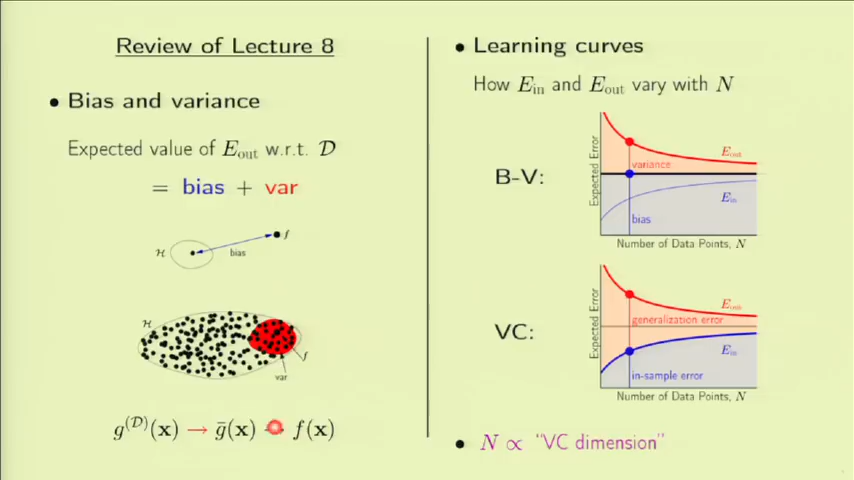 Review of Lecture 8
• Bias and variance
Expected value of E_out w.r.t. D
= bias + var
H
f
bias
H
f
var
g^(D)(x) → ḡ(x) f(x)
• Learning curves
How E_in and E_out vary with N
B-V:
Expected Error
E_out
variance
E_in
bias
Number of Data Points, N
VC:
Expected Error
E_out
generalization error
E_in
in-sample error
Number of Data Points, N
• N ∝ "VC dimension"